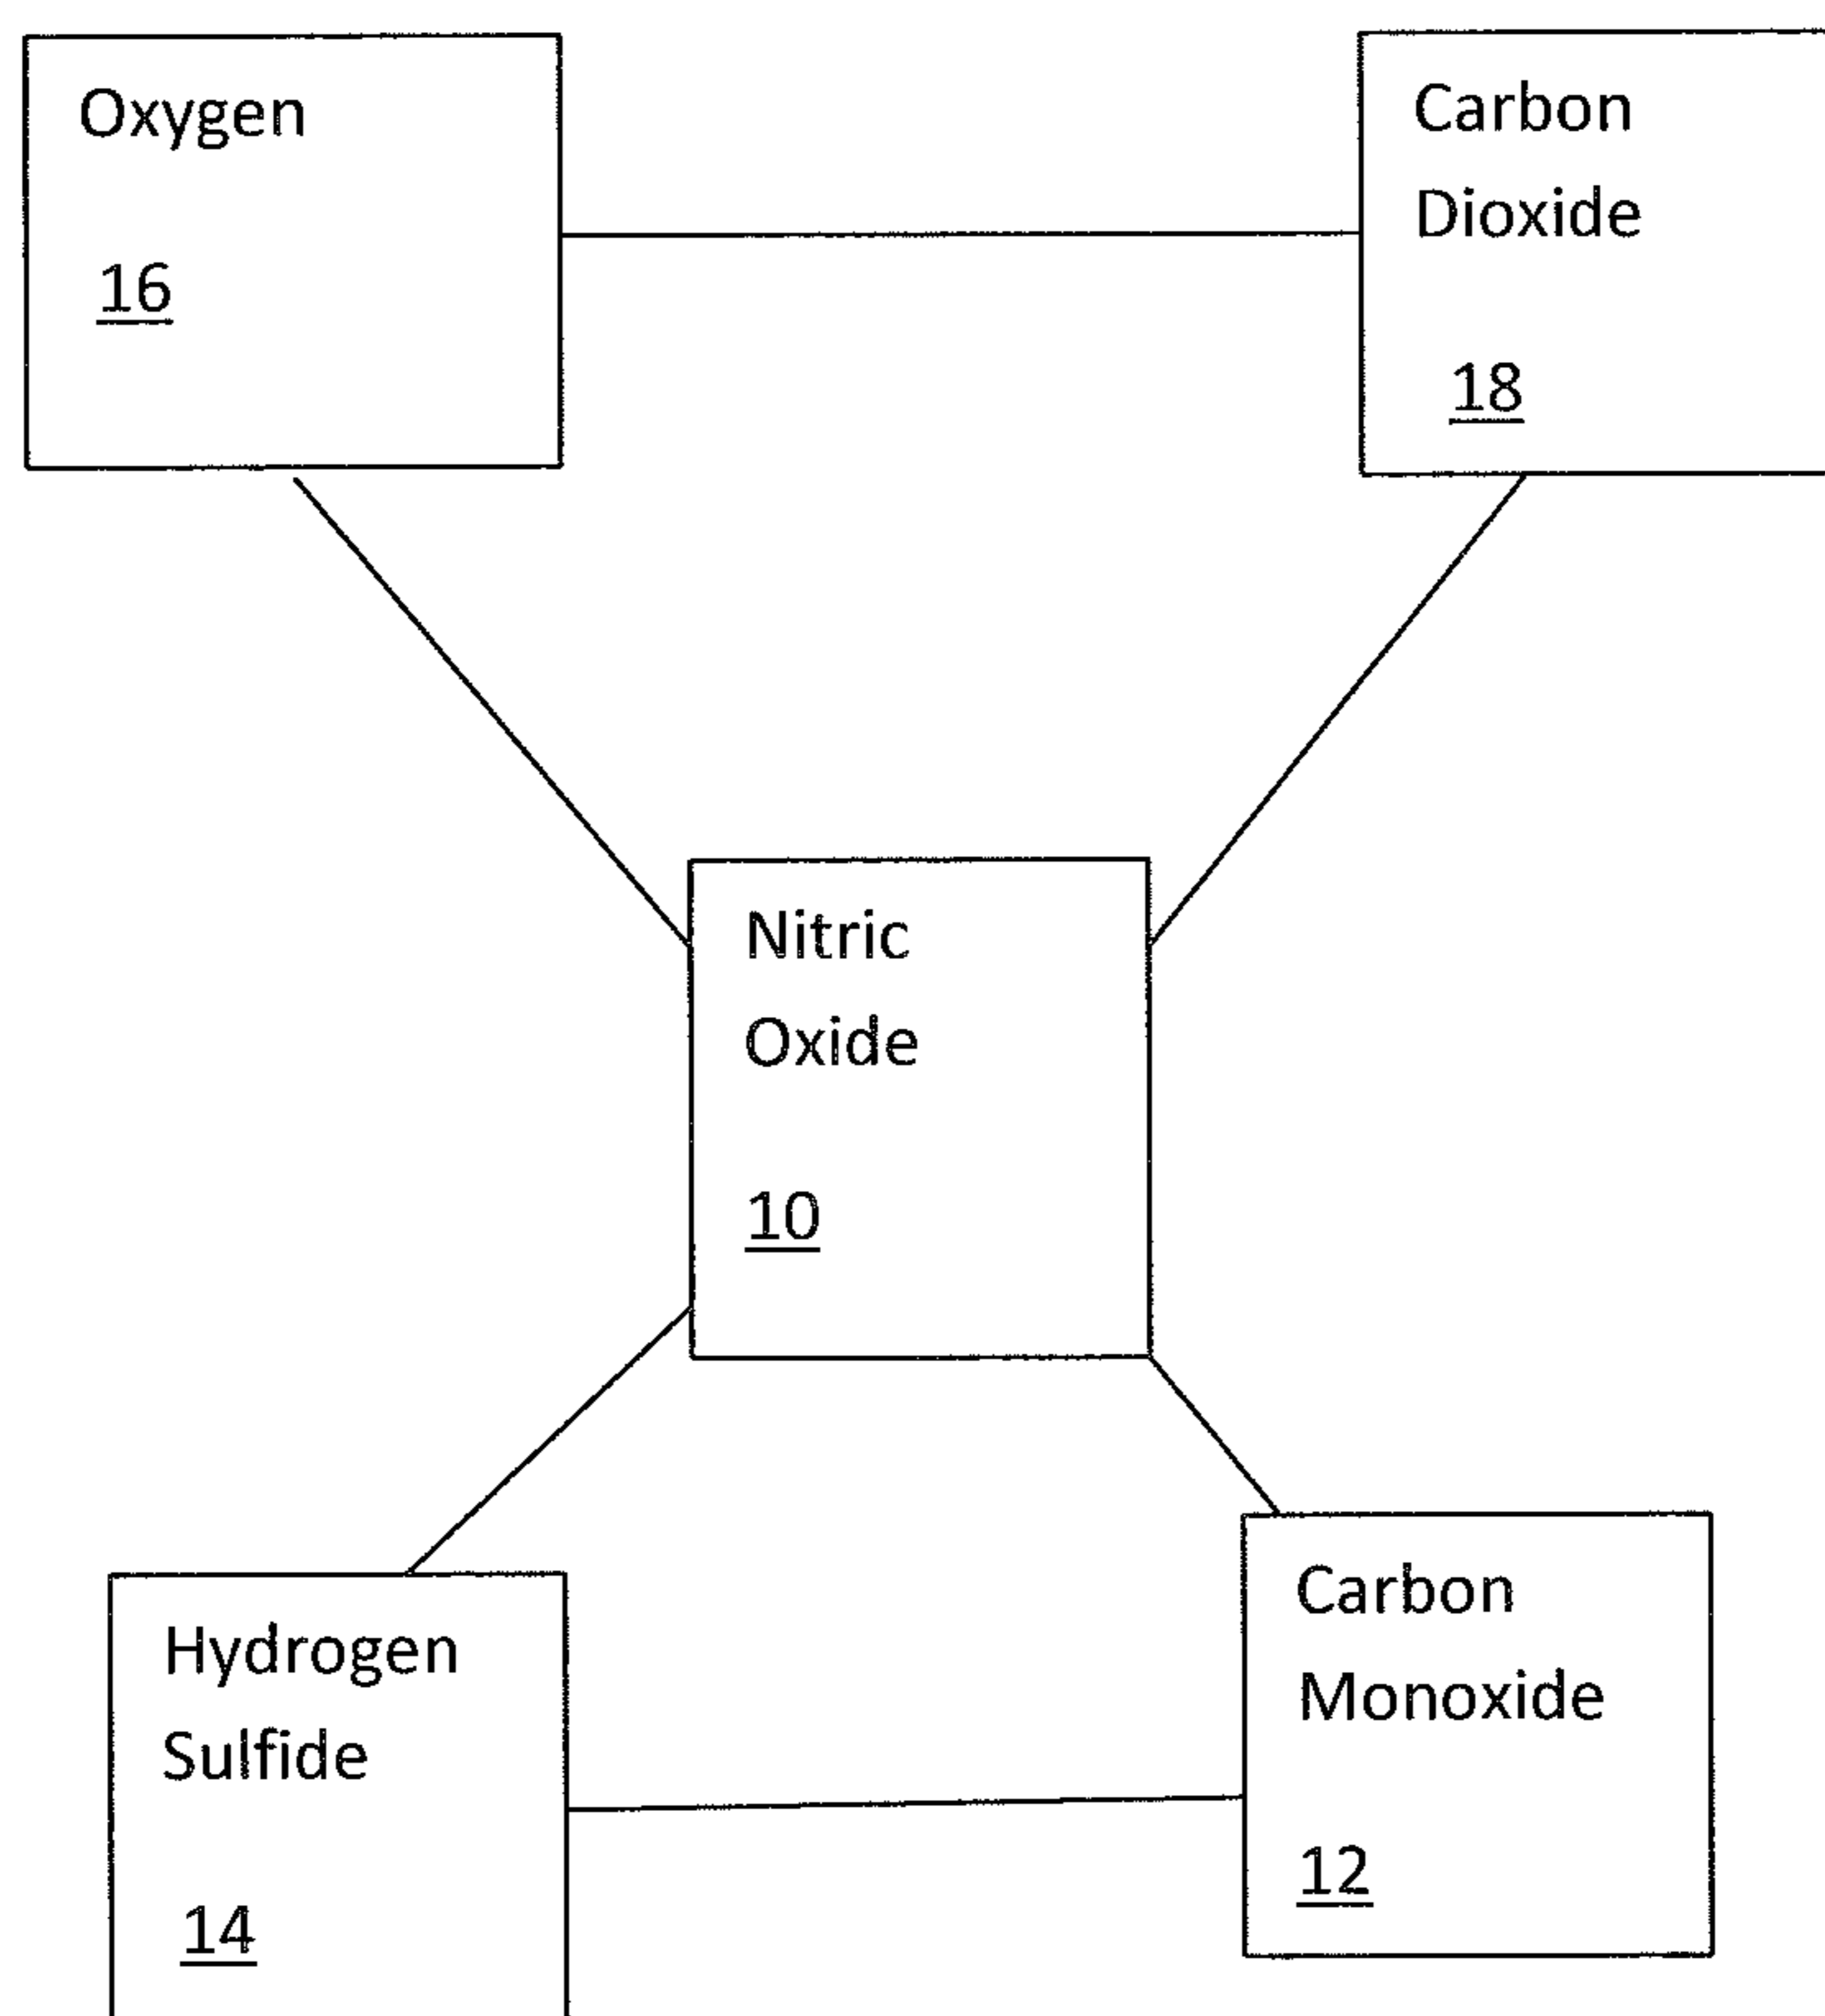 Oxygen
16
Carbon
Dioxide
18
Nitric
Oxide
10
Hydrogen
Sulfide
14
Carbon
Monoxide
12